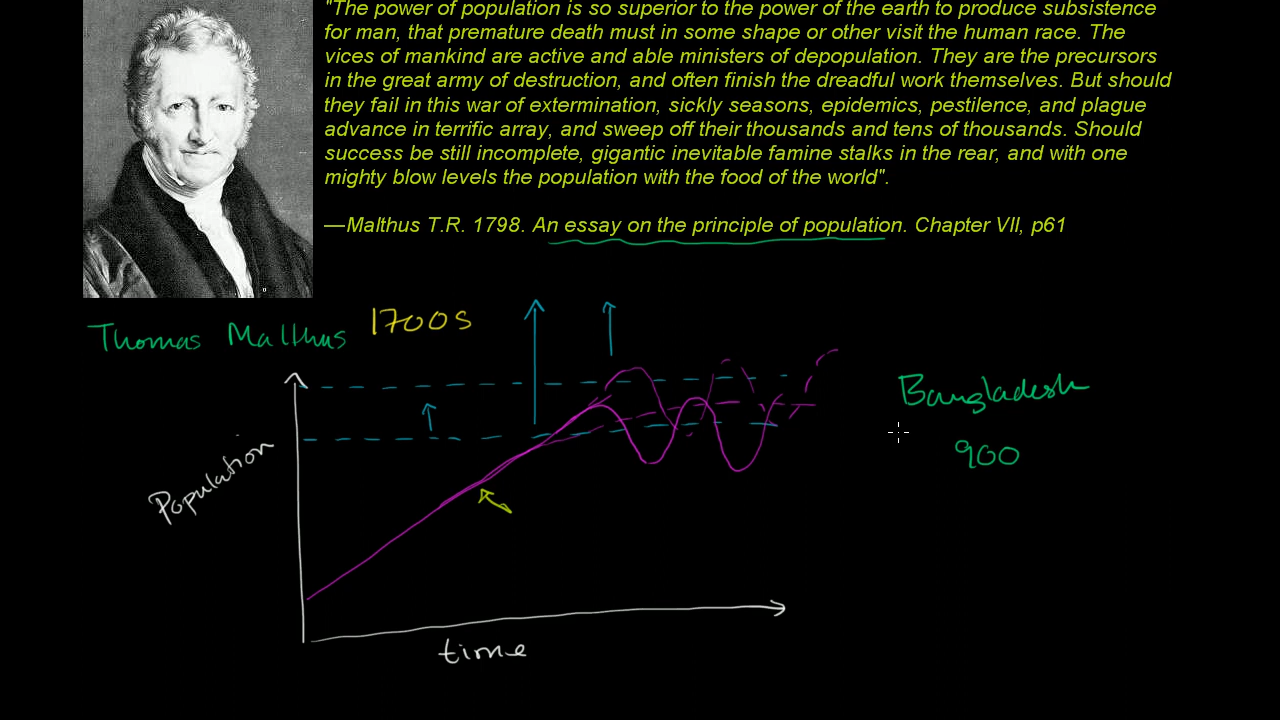 "The power of population is so superior to the power of the earth to produce subsistence
for man, that premature death must in some shape or other visit the human race. The
vices of mankind are active and able ministers of depopulation. They are the precursors
in the great army of destruction, and often finish the dreadful work themselves. But should
they fail in this war of extermination, sickly seasons, epidemics, pestilence, and plague
advance in terrific array, and sweep off their thousands and tens of thousands. Should
success be still incomplete, gigantic inevitable famine stalks in the rear, and with one
mighty blow levels the population with the food of the world".
—Malthus T.R. 1798. An essay on the principle of population. Chapter VII, p61
Thomas Malthus 1700s
Population
Bangladesh
900
time